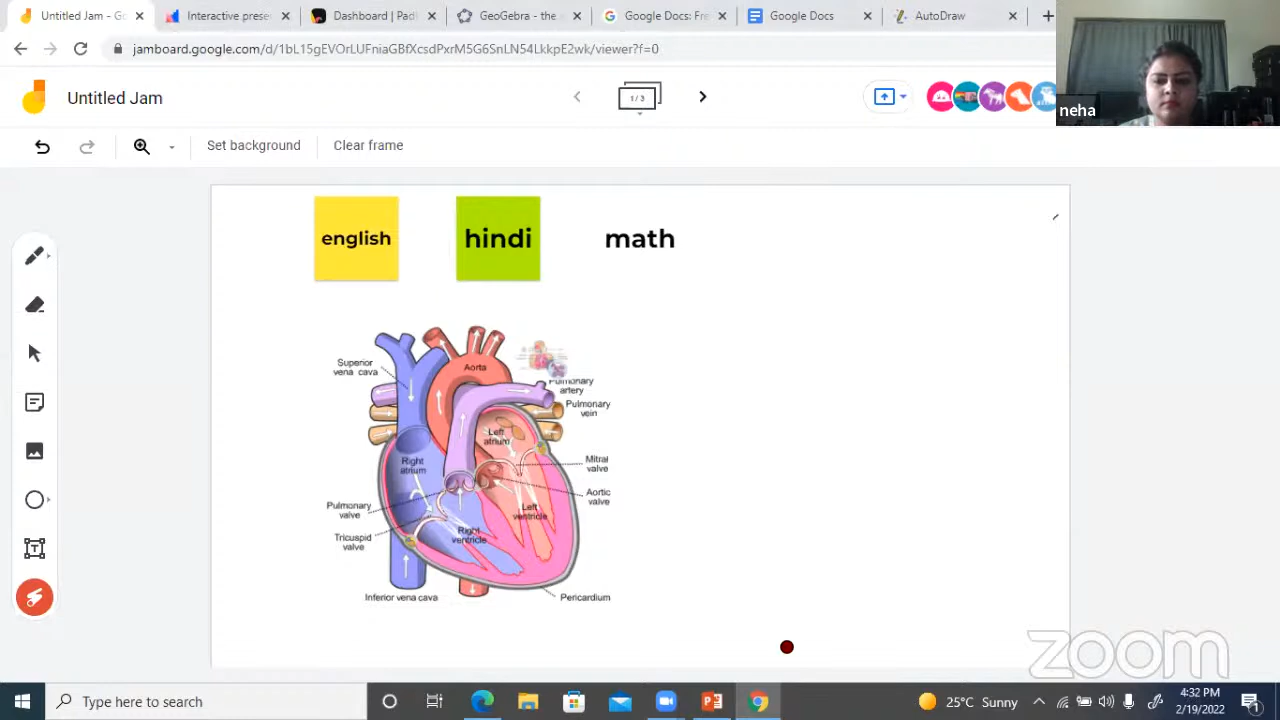 Untitled Jam - G
Interactive prese
Dashboard | Pad
GeoGebra - the
Google Docs: Fre
Google Docs
AutoDraw
jamboard.google.com/d/1bL15gEVOrLUFniaGBfXcsdPxrM5G6SnLN54LkkpE2wk/viewer?f=0
neha
Untitled Jam
1 / 3
Set background
Clear frame
english
hindi
math
Superior
vena cava
Aorta
Pulmonary
artery
Pulmonary
vein
Left
atrium
Right
atrium
Mitral
valve
Aortic
valve
Pulmonary
valve
Left
ventricle
Tricuspid
valve
Right
ventricle
Inferior vena cava
Pericardium
zoom
Type here to search
25°C Sunny
4:32 PM
2/19/2022
1